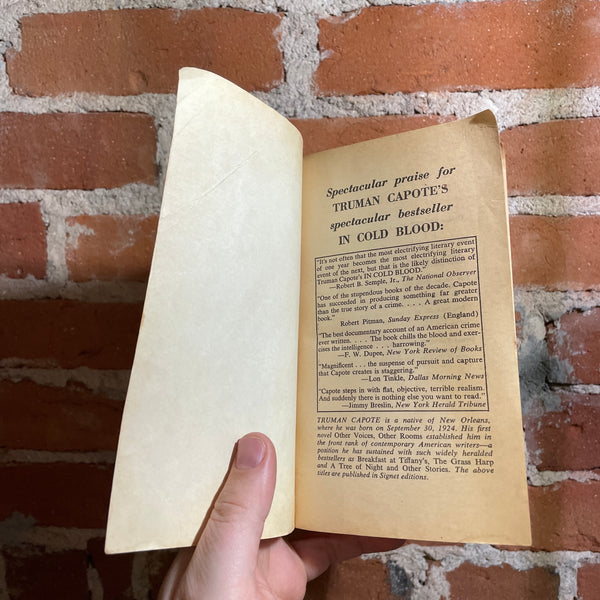 Spectacular praise for
TRUMAN CAPOTE'S
spectacular bestseller
IN COLD BLOOD:
"It's not often that the most electrifying literary event
of one year becomes the most electrifying literary
event of the next, but that is the likely distinction of
Truman Capote's IN COLD BLOOD."
—Robert B. Semple, Jr., The National Observer
"One of the stupendous books of the decade. Capote
has succeeded in producing something far greater
than the true story of a crime. . . . A great modern
book."
Robert Pitman, Sunday Express (England)
"The best documentary account of an American crime
ever written. . . . The book chills the blood and exer-
cises the intelligence . . . harrowing."
—F. W. Dupee, New York Review of Books
"Magnificent . . . the suspense of pursuit and capture
that Capote creates is staggering."
—Lon Tinkle, Dallas Morning News
"Capote steps in with flat, objective, terrible realism.
And suddenly there is nothing else you want to read."
—Jimmy Breslin, New York Herald Tribune
TRUMAN CAPOTE is a native of New Orleans,
where he was born on September 30, 1924. His first
novel Other Voices, Other Rooms established him in
the front rank of contemporary American writers—a
position he has sustained with such widely heralded
bestsellers as Breakfast at Tiffany's, The Grass Harp
and A Tree of Night and Other Stories. The above
titles are published in Signet editions.